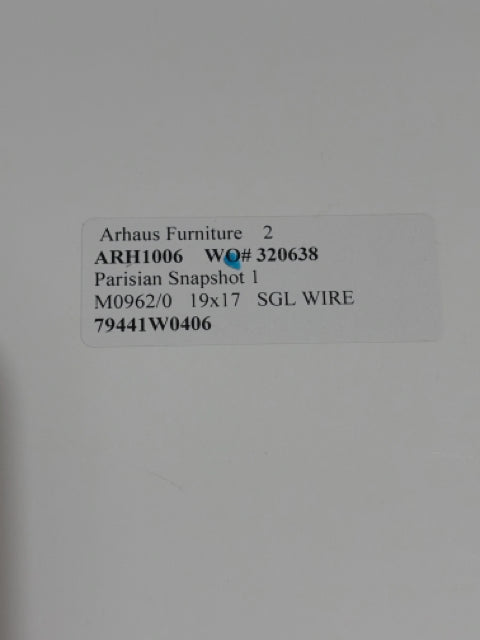 Arhaus Furniture 2
ARH1006 WO# 320638
Parisian Snapshot 1
M0962/0 19x17 SGL WIRE
79441W0406